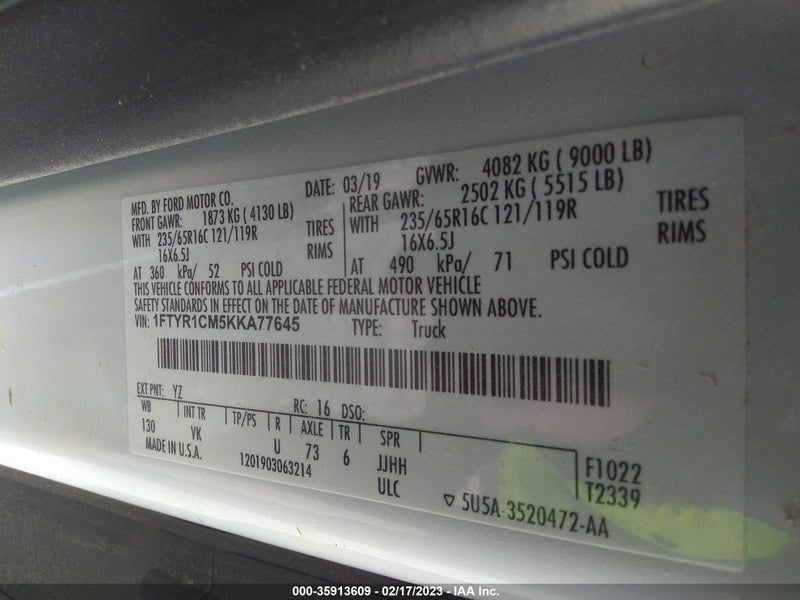 MFD. BY FORD MOTOR CO. DATE: 03/19 GVWR: 4082 KG ( 9000 LB)
FRONT GAWR: 1873 KG ( 4130 LB) REAR GAWR: 2502 KG ( 5515 LB)
WITH 235/65R16C 121/119R TIRES WITH 235/65R16C 121/119R TIRES
16X6.5J RIMS 16X6.5J RIMS
AT 360 kPa/ 52 PSI COLD AT 490 kPa/ 71 PSI COLD
THIS VEHICLE CONFORMS TO ALL APPLICABLE FEDERAL MOTOR VEHICLE
SAFETY STANDARDS IN EFFECT ON THE DATE OF MANUFACTURE SHOWN ABOVE.
VIN: 1FTYR1CM5KKA77645 TYPE: Truck
EXT PNT: YZ RC: 16 DSO:
WB INT TR TP/PS R AXLE TR SPR
130 VK U 73 6 JJHH F1022
MADE IN U.S.A. 1201903063214 ULC T2339
5U5A-3520472-AA
000-35913609 - 02/17/2023 - IAA Inc.